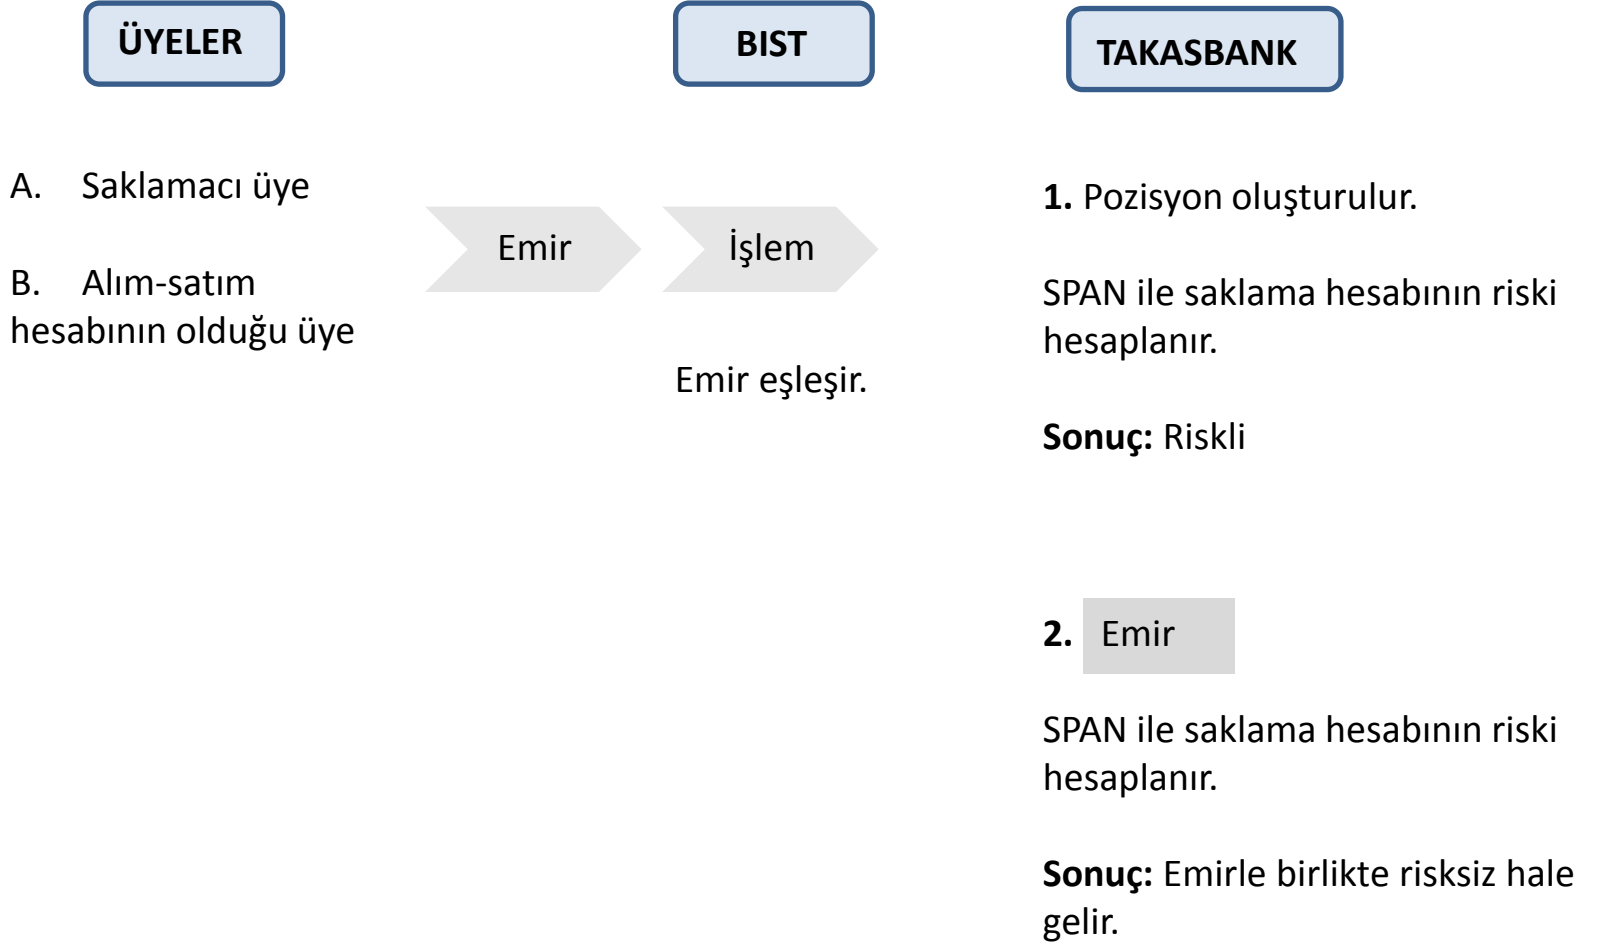 ÜYELER
BIST
TAKASBANK
A. Saklamacı üye
B. Alım-satım
hesabının olduğu üye
Emir
İşlem
Emir eşleşir.
1. Pozisyon oluşturulur.
SPAN ile saklama hesabının riski
hesaplanır.
Sonuç: Riskli
2. Emir
SPAN ile saklama hesabının riski
hesaplanır.
Sonuç: Emirle birlikte risksiz hale
gelir.